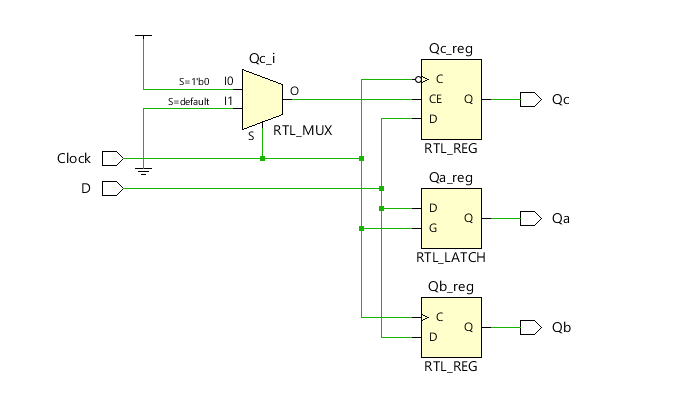 Qc_i
S=1'b0 I0
S=default I1
O
S
RTL_MUX
Clock
D
Qc_reg
C
CE
D
Q
RTL_REG
Qc
Qa_reg
D
G
Q
RTL_LATCH
Qa
Qb_reg
C
D
Q
RTL_REG
Qb